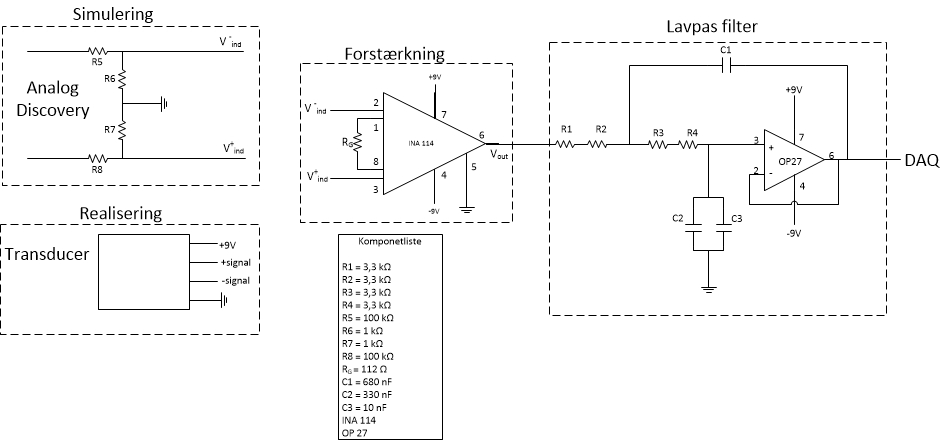 Simulering
Analog
Discovery
R5
R6
R7
R8
V⁻ind
V⁺ind
Realisering
Transducer
+9V
+signal
-signal
Forstærkning
V⁻ind
V⁺ind
RG
2
1
8
3
INA 114
+9V
7
6
Vout
5
4
-9V
Komponetliste
R1 = 3,3 kΩ
R2 = 3,3 kΩ
R3 = 3,3 kΩ
R4 = 3,3 kΩ
R5 = 100 kΩ
R6 = 1 kΩ
R7 = 1 kΩ
R8 = 100 kΩ
RG = 112 Ω
C1 = 680 nF
C2 = 330 nF
C3 = 10 nF
INA 114
OP 27
Lavpas filter
C1
R1
R2
R3
R4
C2
C3
+9V
7
3
+
OP27
2
-
6
4
-9V
DAQ